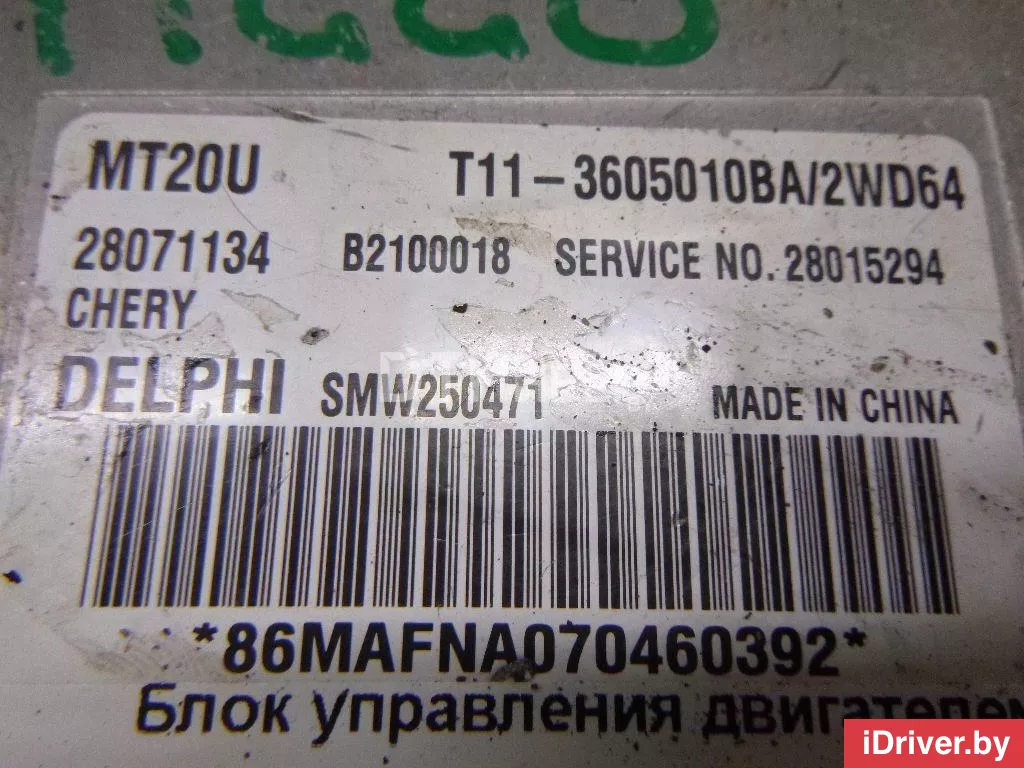 MT20U T11-3605010BA/2WD64
28071134 B2100018 SERVICE NO. 28015294
CHERY
DELPHI SMW250471 MADE IN CHINA
*86MAFNA070460392*
Блок управления двигателем
iDriver.by